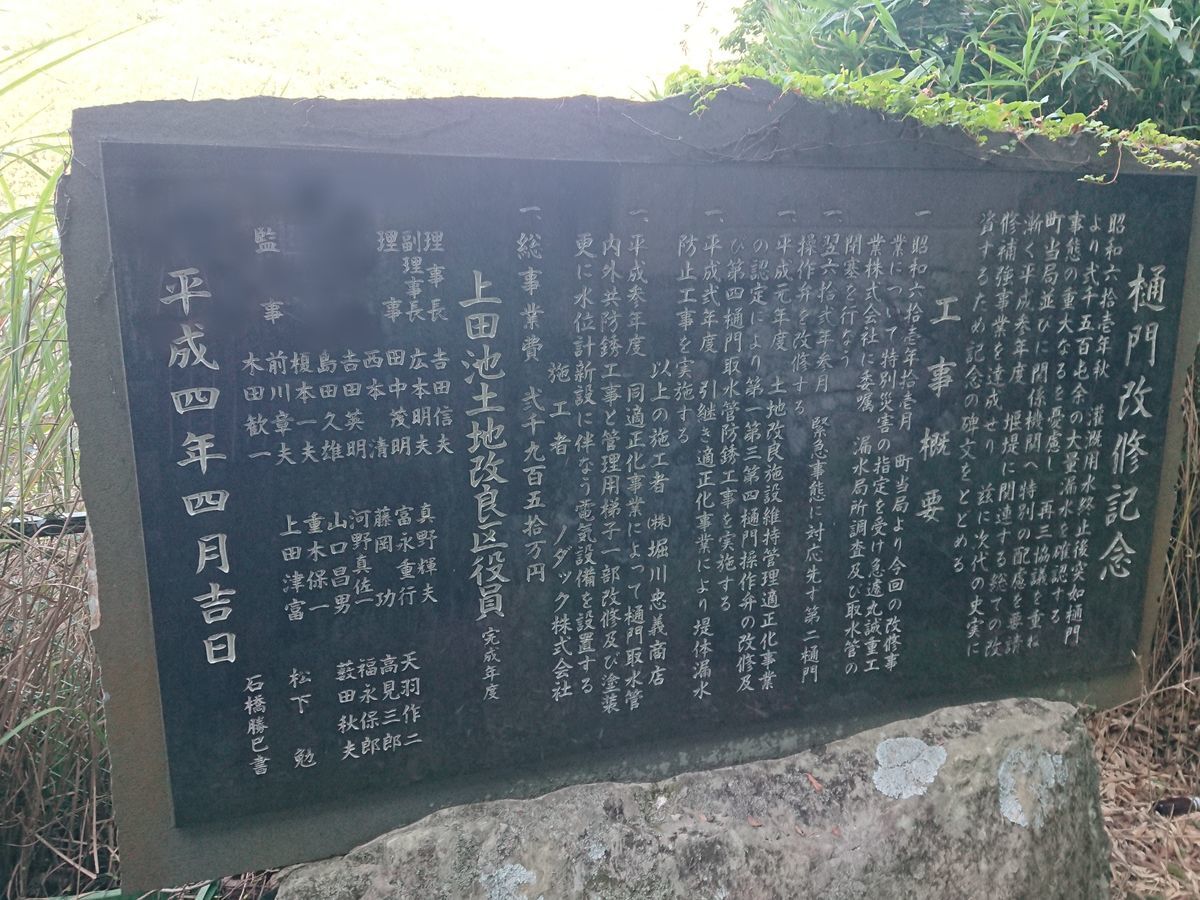 樋門改修記念
昭和六拾壱年秋 灌漑用水終止後突如樋門
より弐千五百屯余の大量漏水を確認する
事態の重大なるを憂慮し 再三協議を重ね
町当局並びに関係機関へ特別の配慮を要請
漸く平成参年度 堰堤に関連する総ての改
修補強事業を達成せり 茲に次代の史実に
資するため記念の碑文をとどめる
工事概要
一、昭和六拾壱年拾壱月 町当局より今回の改修事
業について特別災害の指定を受け急遽丸誠重工
業株式会社に委嘱 漏水局所調査及び取水管の
閉塞を行なう
一、翌六拾弐年参月 緊急事態に対応先す第二樋門
操作弁を改修する
一、平成元年度 土地改良施設維持管理適正化事業
の認定により第一第三第四樋門操作弁の改修及
び第四樋門取水管防錆工事を実施する
一、平成弐年度 引継き適正化事業により堤体漏水
防止工事を実施する
以上の施工者 ㈱堀川忠義商店
一、平成参年度 同適正化事業によって樋門取水管
内外共防錆工事と管理用梯子一部改修及び塗装
更に水位計新設に伴なう電気設備を設置する
施工者 ノダック株式会社
一、総事業費 弐千九百五拾万円
上田池土地改良区役員 完成年度
理事長 吉田信夫 真野輝夫 天羽作二
副理事長 広本明夫 富永重行 高見三郎
理事 田中茂明 藤岡功 福永保郎
西本清 河野真佐一 藪田秋夫
吉田英明 山口昌男
島田久雄 重木保一 松下勉
榎本一夫 上田津富
監事 前川章夫
木田歓一
石橋勝巳書
平成四年四月吉日